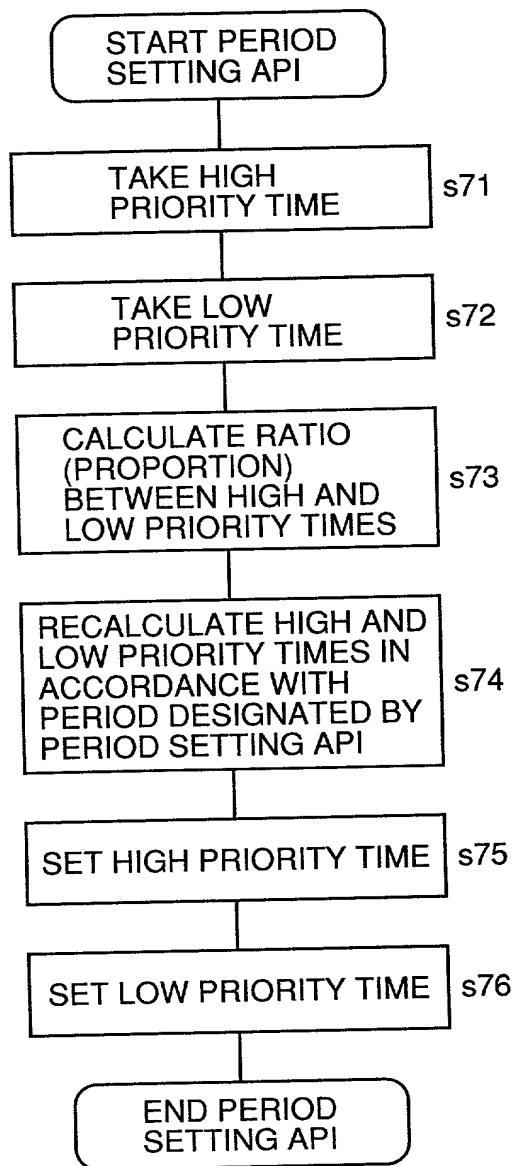 START PERIOD
SETTING API
TAKE HIGH
PRIORITY TIME
s71
TAKE LOW
PRIORITY TIME
s72
CALCULATE RATIO
(PROPORTION)
BETWEEN HIGH AND
LOW PRIORITY TIMES
s73
RECALCULATE HIGH AND
LOW PRIORITY TIMES IN
ACCORDANCE WITH
PERIOD DESIGNATED BY
PERIOD SETTING API
s74
SET HIGH PRIORITY TIME
s75
SET LOW PRIORITY TIME
s76
END PERIOD
SETTING API